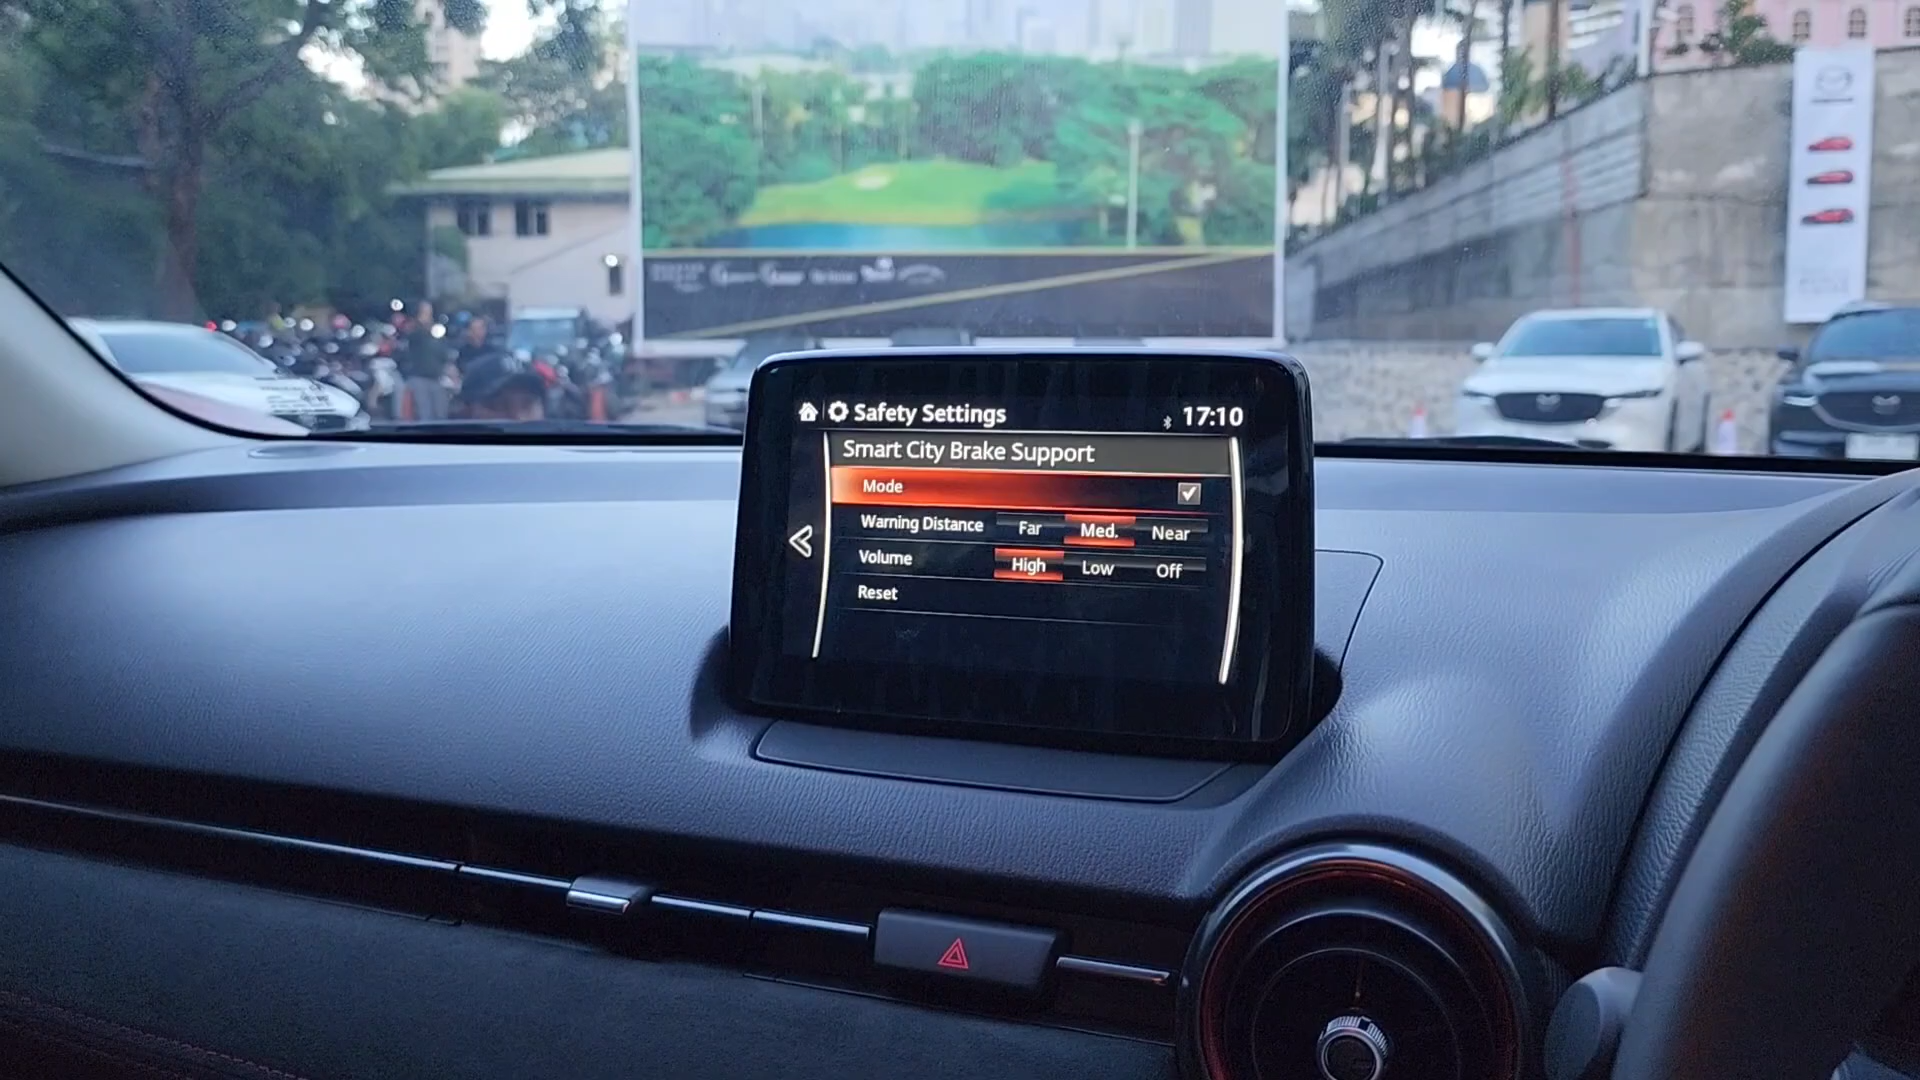 Safety Settings 17:10
Smart City Brake Support
Mode
Warning Distance Far Med. Near
Volume High Low Off
Reset